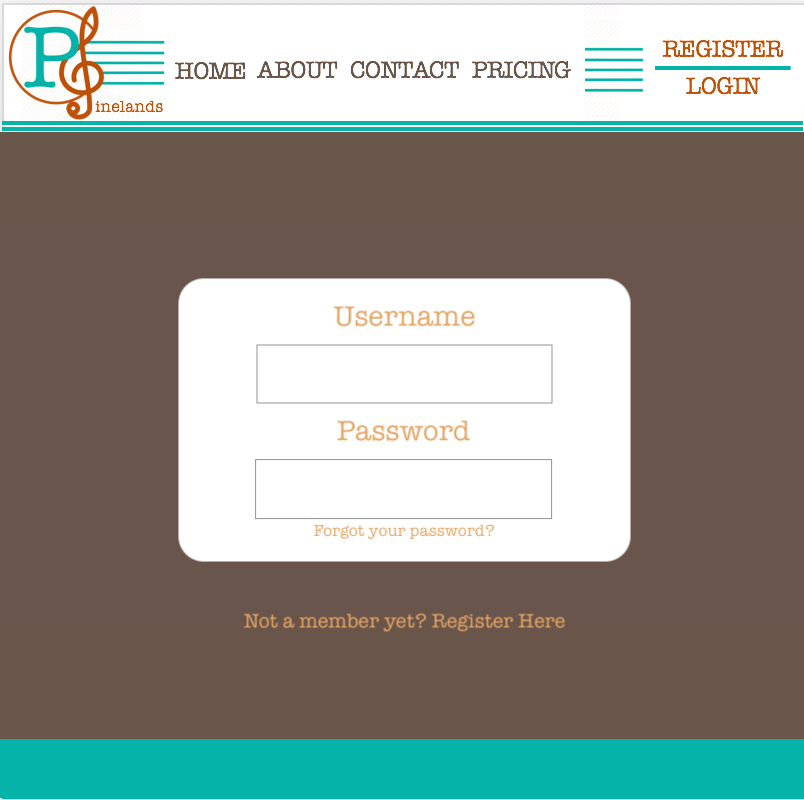 P
inelands
HOME ABOUT CONTACT PRICING
REGISTER
LOGIN
Username
Password
Forgot your password?
Not a member yet? Register Here